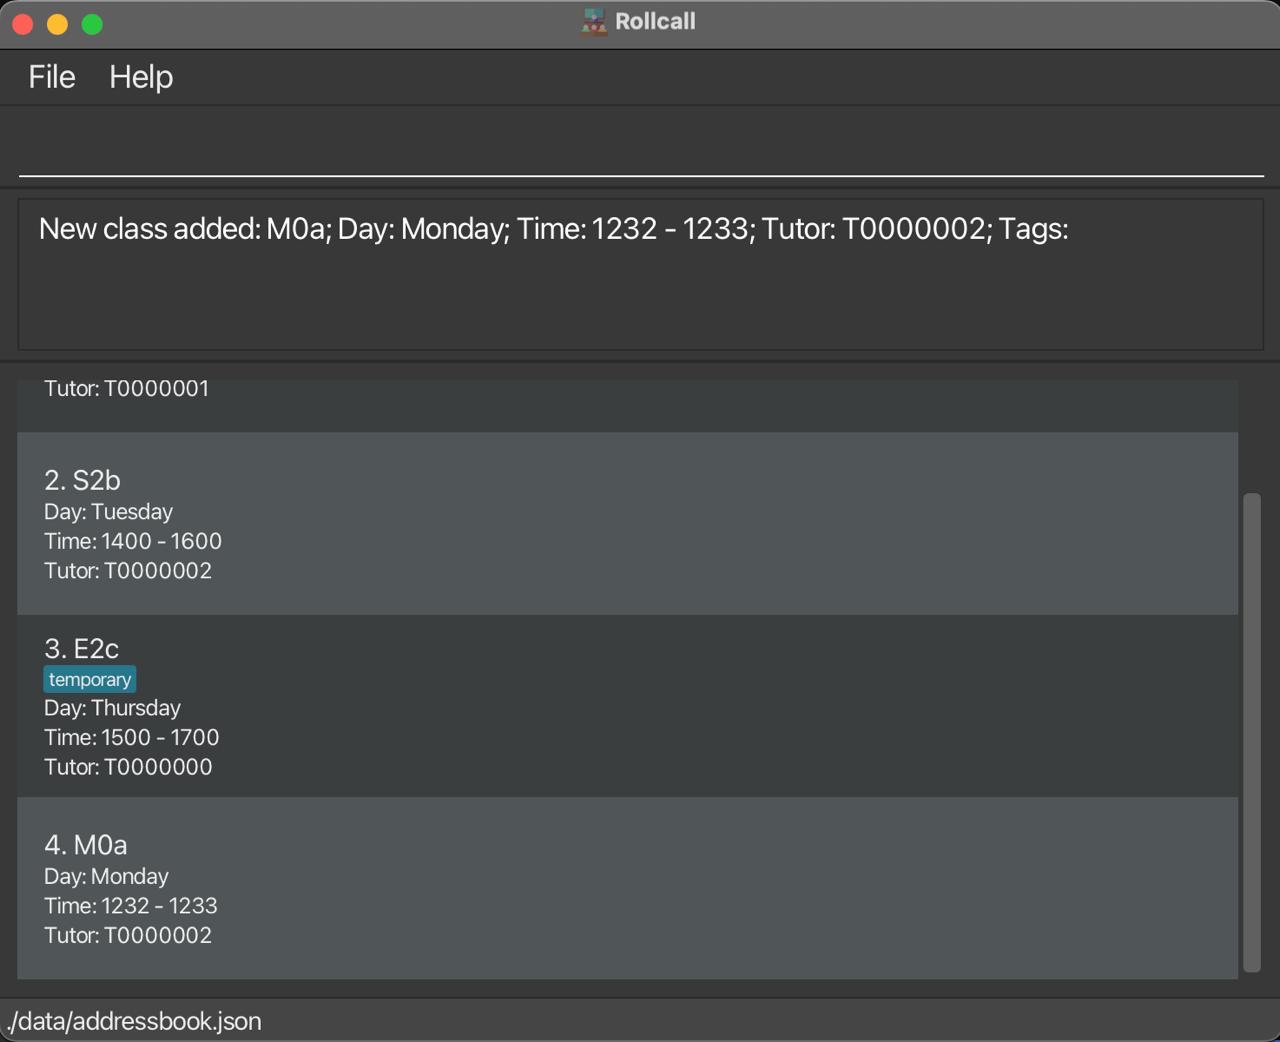 Rollcall
File Help
New class added: M0a; Day: Monday; Time: 1232 - 1233; Tutor: T0000002; Tags:
Tutor: T0000001
2. S2b
Day: Tuesday
Time: 1400 - 1600
Tutor: T0000002
3. E2c
temporary
Day: Thursday
Time: 1500 - 1700
Tutor: T0000000
4. M0a
Day: Monday
Time: 1232 - 1233
Tutor: T0000002
./data/addressbook.json